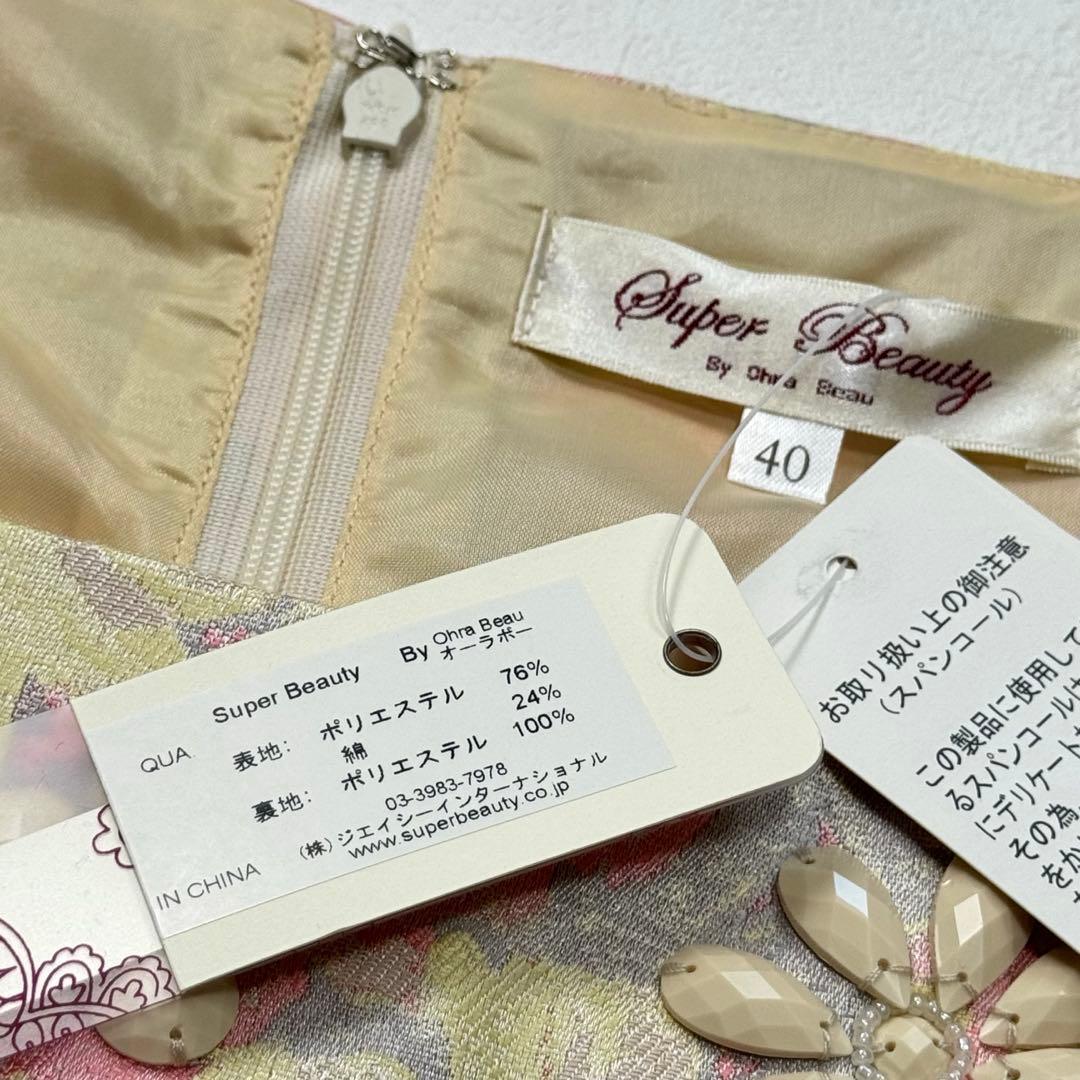 Super Beauty
By Ohra Beau
40
Super Beauty By Ohra Beau オーラボー
QUA 表地: ポリエステル 76%
綿 24%
裏地: ポリエステル 100%
03-3983-7978
(株)ジェイシーインターナショナル
www.superbeauty.co.jp
IN CHINA
お取り扱い上の御注意
(スパンコール)
この製品に使用して
るスパンコールは
にデリケート
その為、
をか